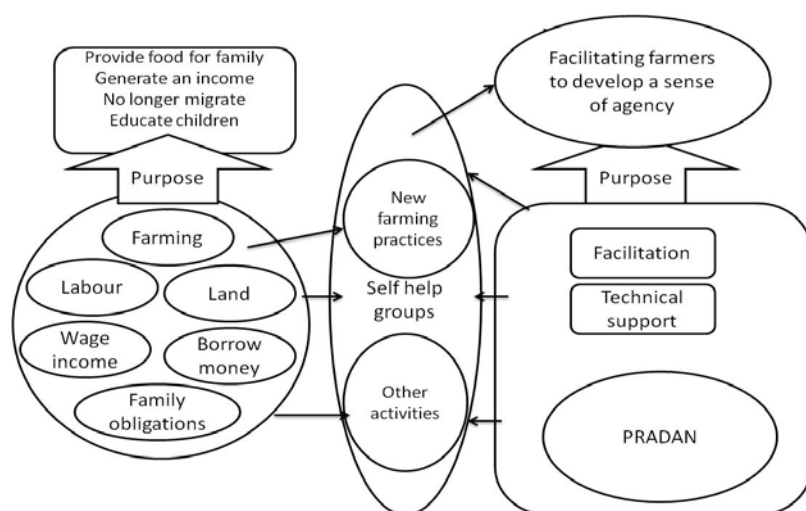 Provide food for family
Generate an income
No longer migrate
Educate children
Purpose
Farming
Labour
Land
Wage
income
Borrow
money
Family
obligations
New
farming
practices
Self help
groups
Other
activities
Facilitating farmers
to develop a sense
of agency
Purpose
Facilitation
Technical
support
PRADAN